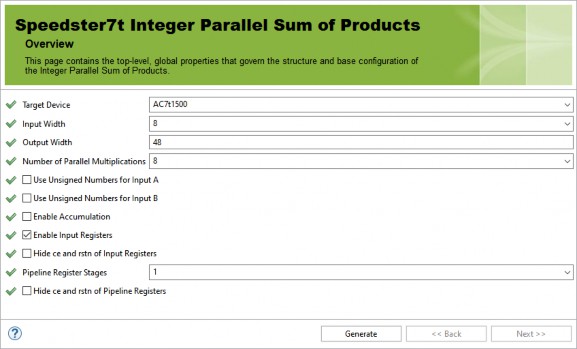 Speedster7t Integer Parallel Sum of Products
Overview
This page contains the top-level, global properties that govern the structure and base configuration of
the Integer Parallel Sum of Products.
Target Device AC7t1500
Input Width 8
Output Width 48
Number of Parallel Multiplications 8
Use Unsigned Numbers for Input A
Use Unsigned Numbers for Input B
Enable Accumulation
Enable Input Registers
Hide ce and rstn of Input Registers
Pipeline Register Stages 1
Hide ce and rstn of Pipeline Registers
? Generate << Back Next >>